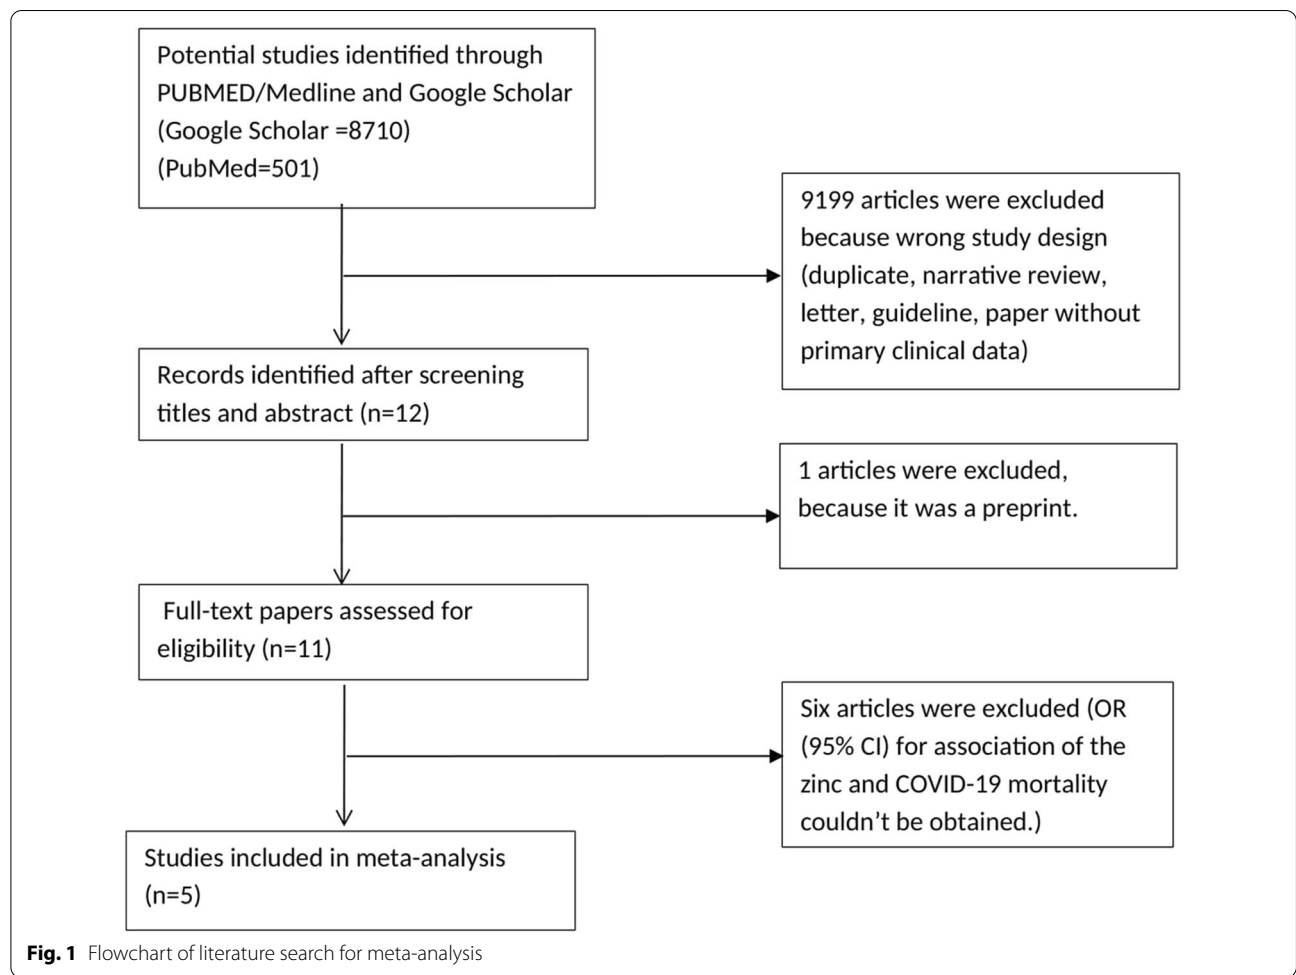 Potential studies identified through
PUBMED/Medline and Google Scholar
(Google Scholar =8710)
(PubMed=501)
9199 articles were excluded
because wrong study design
(duplicate, narrative review,
letter, guideline, paper without
primary clinical data)
Records identified after screening
titles and abstract (n=12)
1 articles were excluded,
because it was a preprint.
Full-text papers assessed for
eligibility (n=11)
Six articles were excluded (OR
(95% CI) for association of the
zinc and COVID-19 mortality
couldn’t be obtained.)
Studies included in meta-analysis
(n=5)
Fig. 1 Flowchart of literature search for meta-analysis